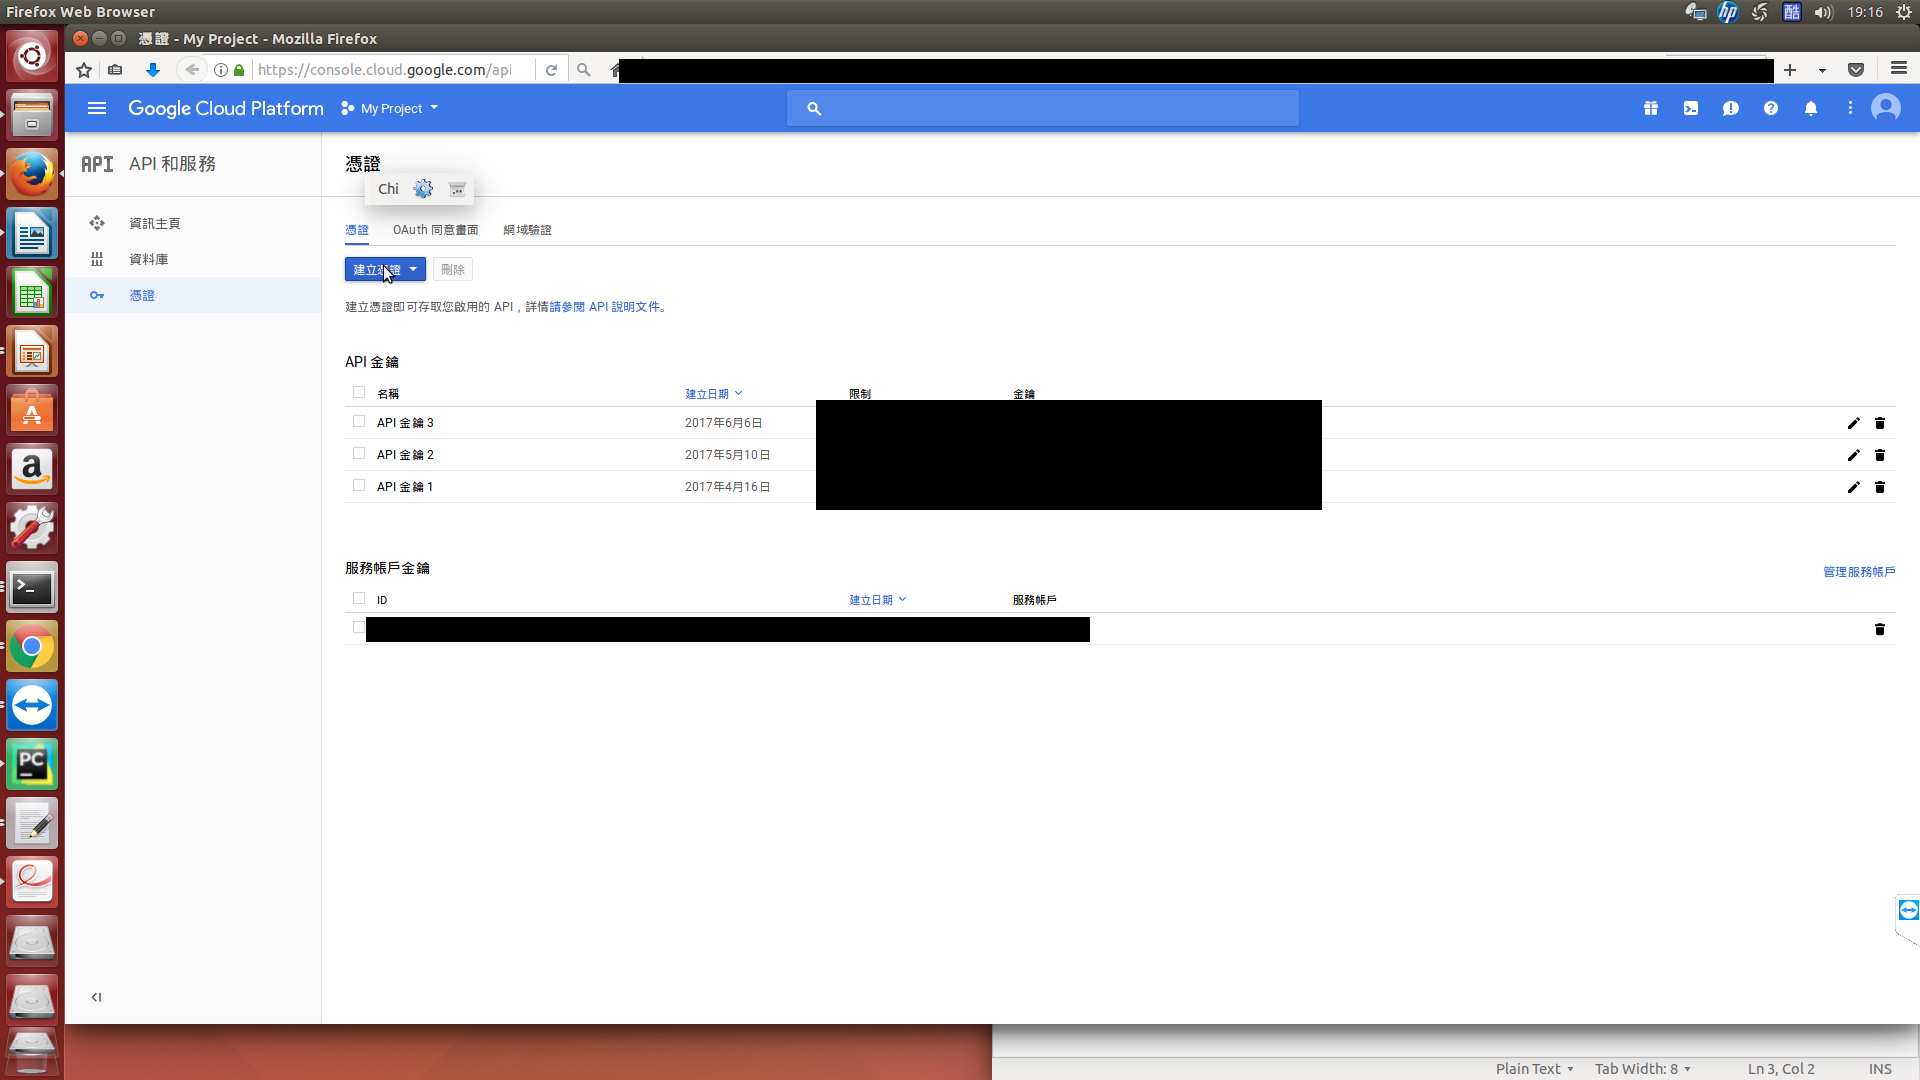 Firefox Web Browser
19:16
憑證 - My Project - Mozilla Firefox
https://console.cloud.google.com/api
Google Cloud Platform
My Project
API
API 和服務
憑證
Chi
資訊主頁
資料庫
憑證
憑證
OAuth 同意畫面
網域驗證
建立憑證
刪除
建立憑證即可存取您啟用的 API，詳情請參閱 API 說明文件。
API 金鑰
名稱
建立日期
限制
金鑰
API 金鑰 3
2017年6月6日
API 金鑰 2
2017年5月10日
API 金鑰 1
2017年4月16日
服務帳戶金鑰
管理服務帳戶
ID
建立日期
服務帳戶
Plain Text
Tab Width: 8
Ln 3, Col 2
INS